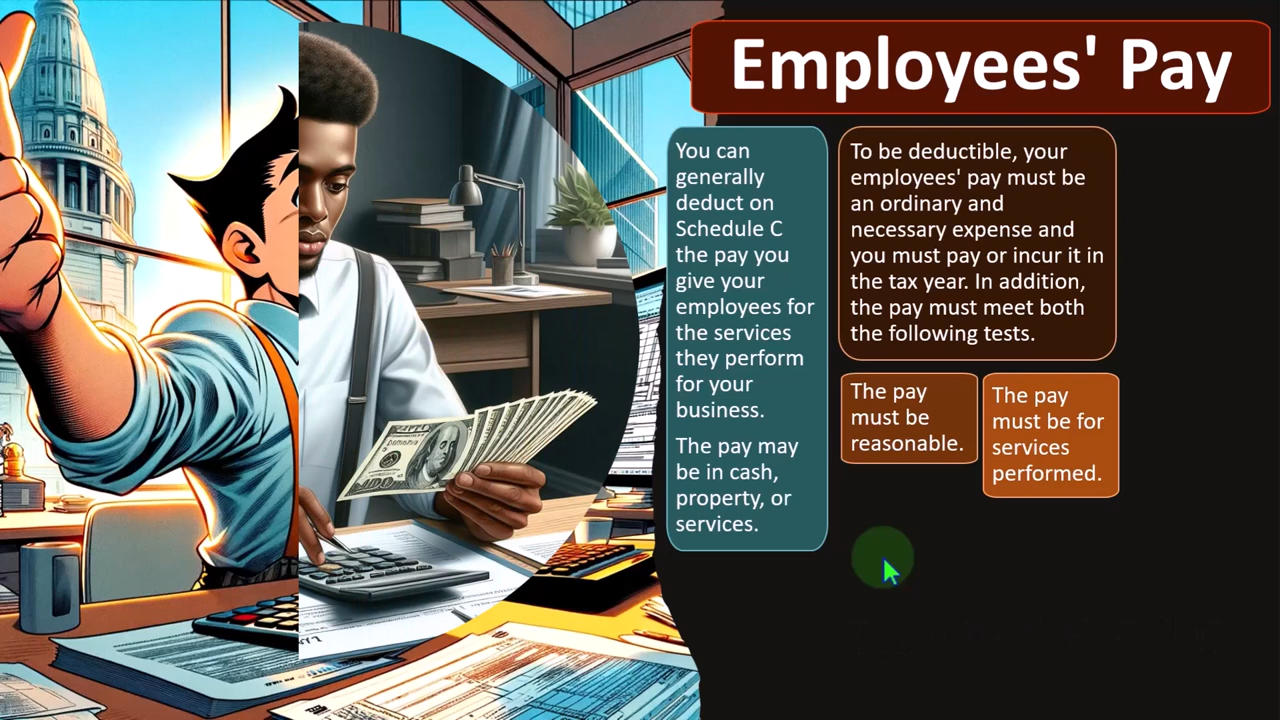 Employees' Pay
You can
generally
deduct on
Schedule C
the pay you
give your
employees for
the services
they perform
for your
business.
The pay may
be in cash,
property, or
services.
To be deductible, your
employees' pay must be
an ordinary and
necessary expense and
you must pay or incur it in
the tax year. In addition,
the pay must meet both
the following tests.
The pay
must be
reasonable.
The pay
must be for
services
performed.